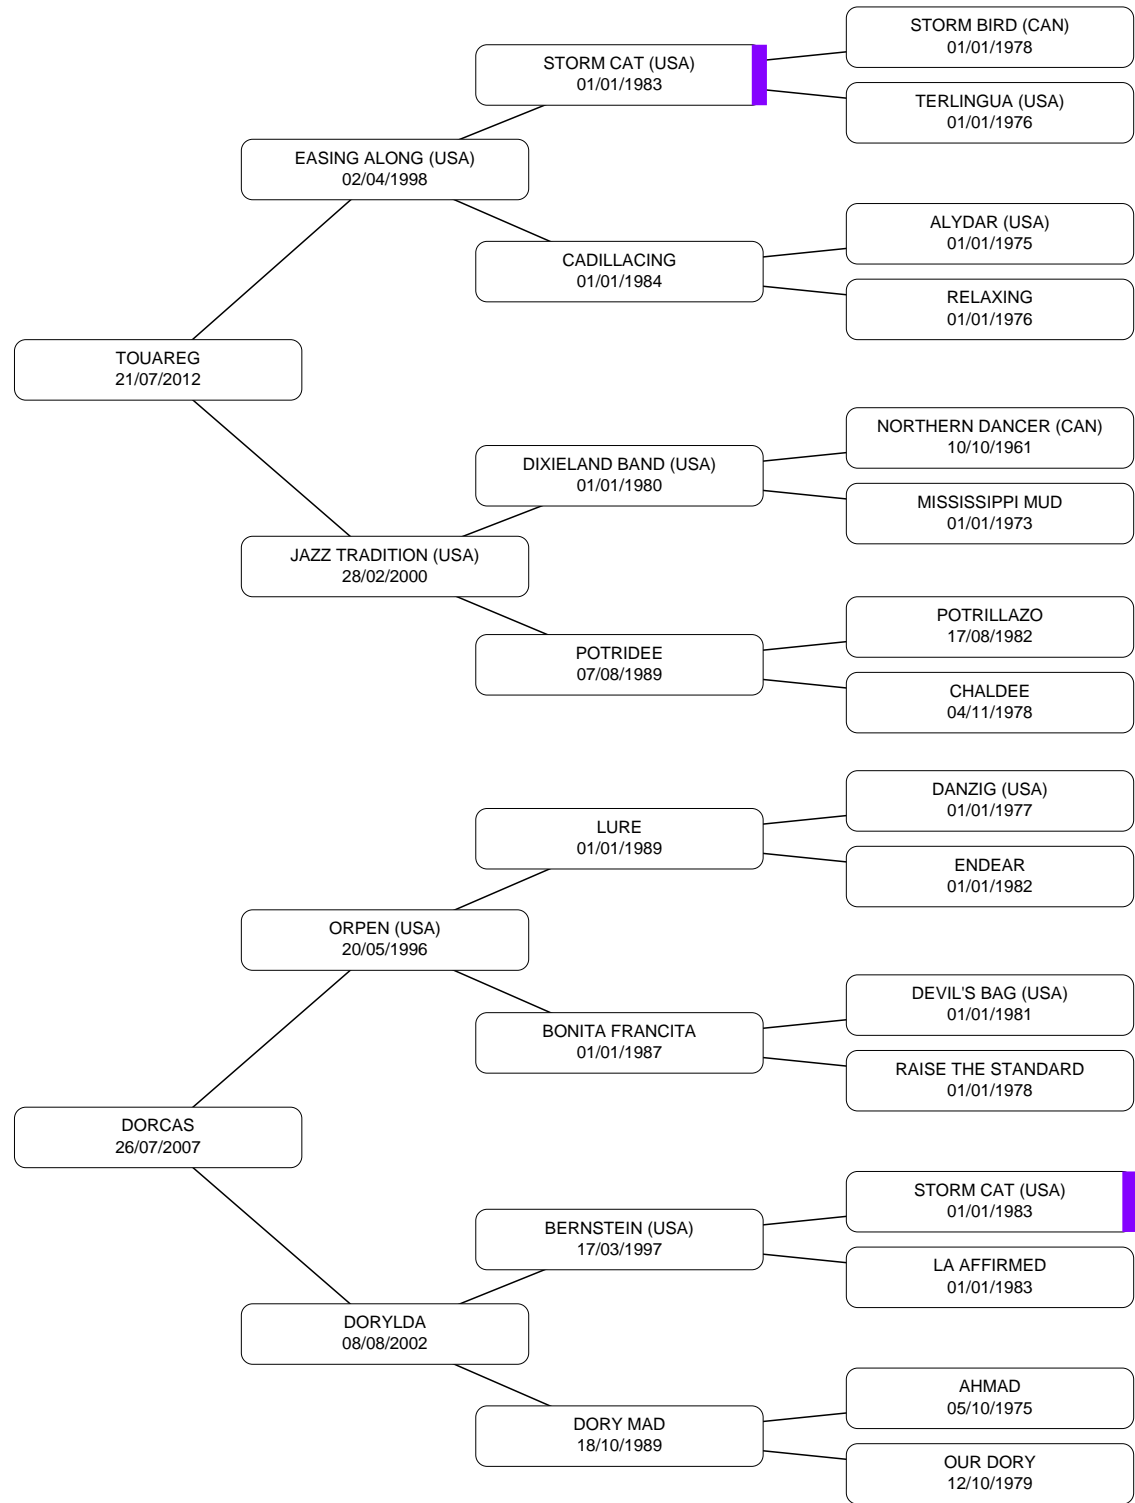 STORM BIRD (CAN)
01/01/1978
STORM CAT (USA)
01/01/1983
TERLINGUA (USA)
01/01/1976
EASING ALONG (USA)
02/04/1998
ALYDAR (USA)
01/01/1975
CADILLACING
01/01/1984
RELAXING
01/01/1976
TOUAREG
21/07/2012
NORTHERN DANCER (CAN)
10/10/1961
DIXIELAND BAND (USA)
01/01/1980
MISSISSIPPI MUD
01/01/1973
JAZZ TRADITION (USA)
28/02/2000
POTRILLAZO
17/08/1982
POTRIDEE
07/08/1989
CHALDEE
04/11/1978
DANZIG (USA)
01/01/1977
LURE
01/01/1989
ENDEAR
01/01/1982
ORPEN (USA)
20/05/1996
DEVIL'S BAG (USA)
01/01/1981
BONITA FRANCITA
01/01/1987
RAISE THE STANDARD
01/01/1978
DORCAS
26/07/2007
STORM CAT (USA)
01/01/1983
BERNSTEIN (USA)
17/03/1997
LA AFFIRMED
01/01/1983
DORYLDA
08/08/2002
AHMAD
05/10/1975
DORY MAD
18/10/1989
OUR DORY
12/10/1979